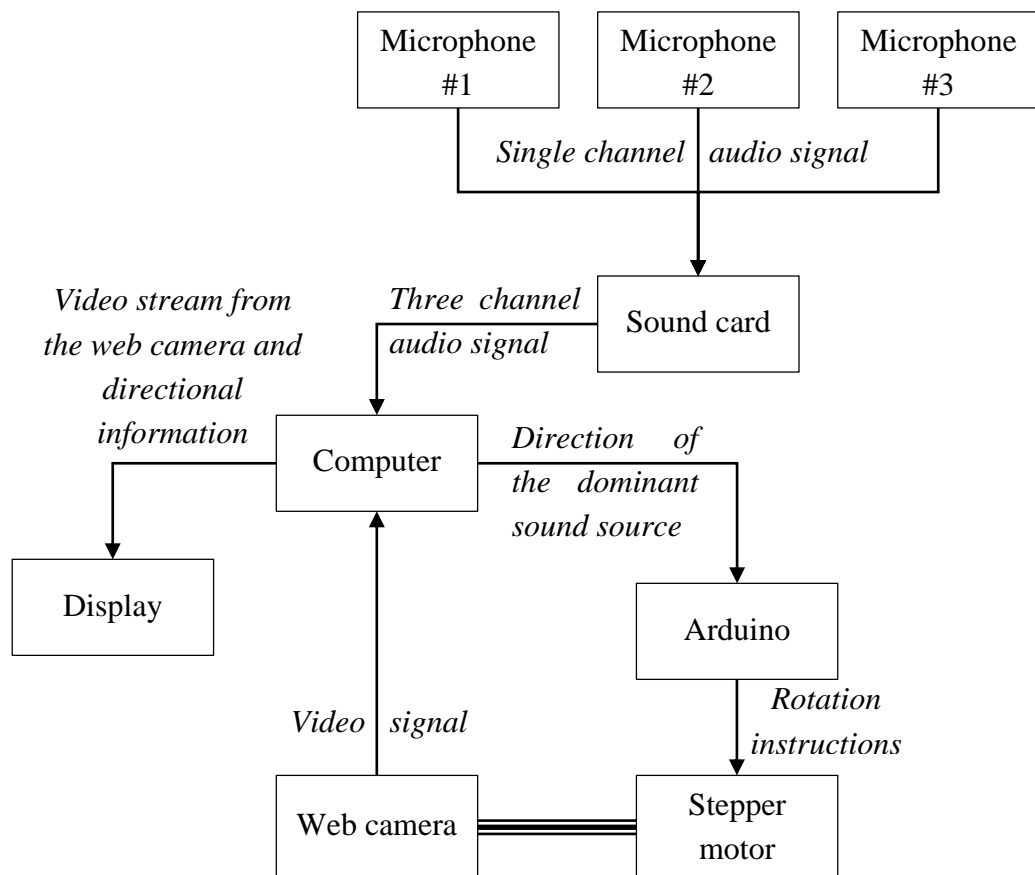 Microphone
#1
Microphone
#2
Microphone
#3
Single channel audio signal
Sound card
Three channel
audio signal
Video stream from
the web camera and
directional
information
Computer
Direction of
the dominant
sound source
Display
Arduino
Rotation
instructions
Video signal
Web camera
Stepper
motor